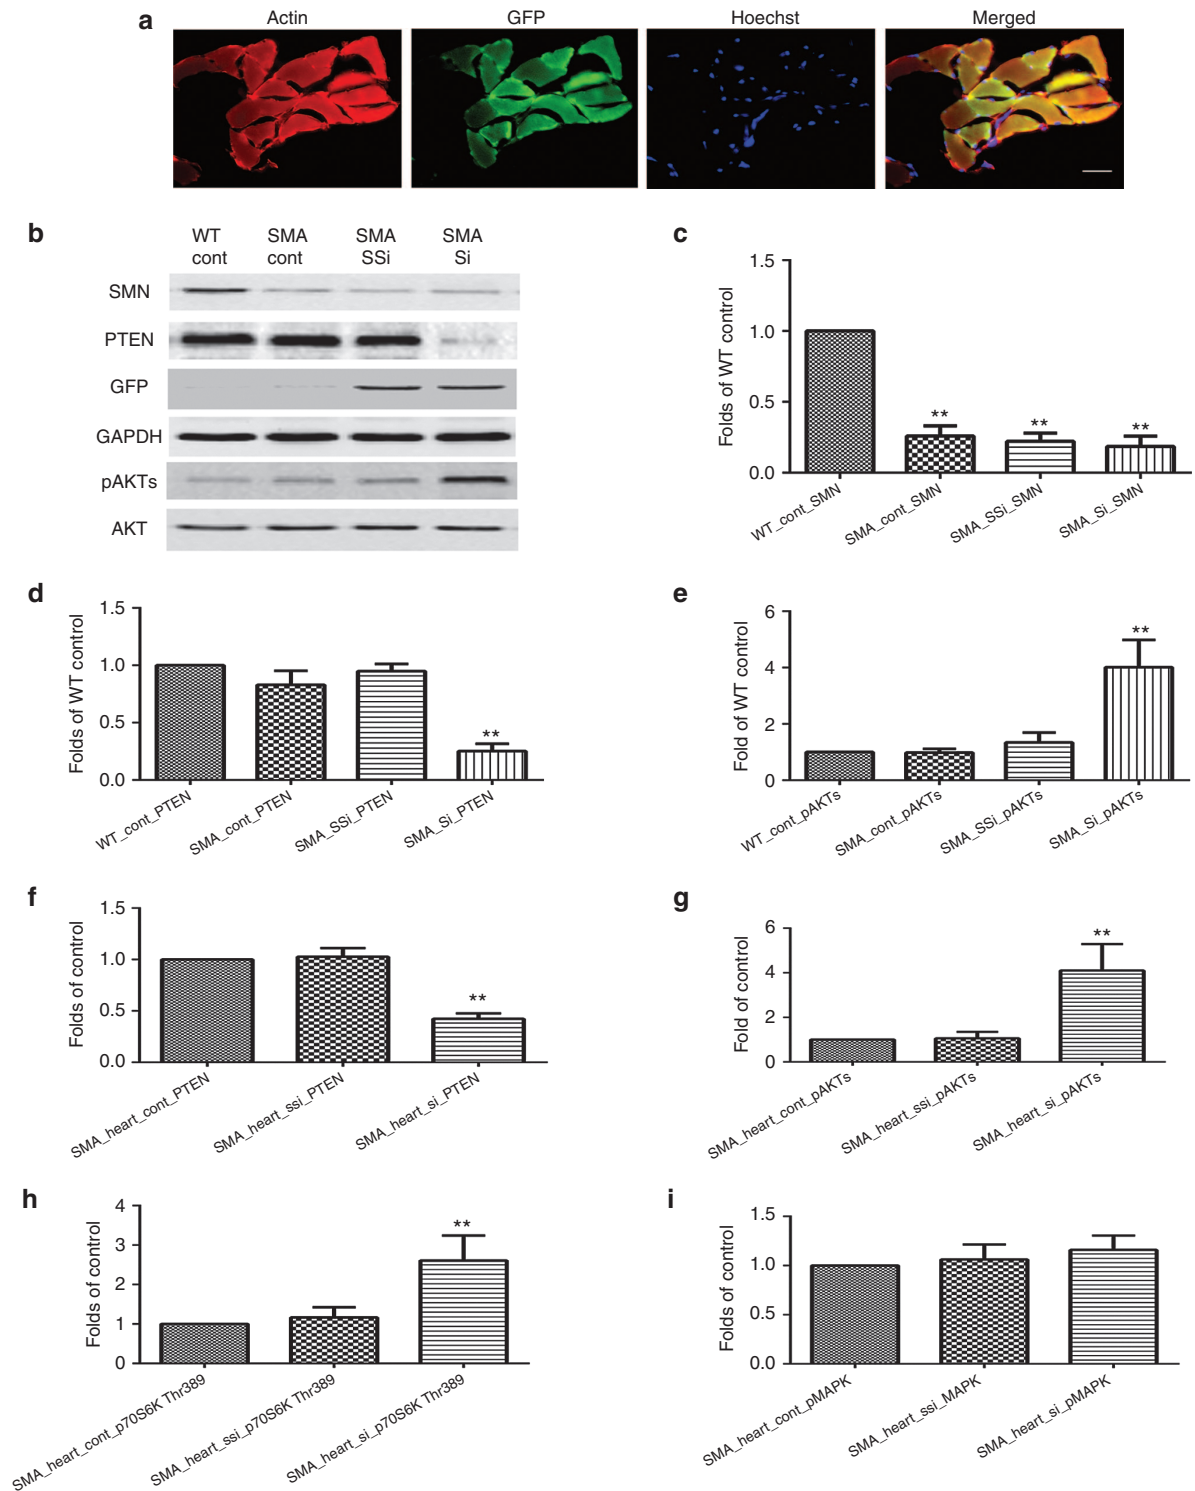 a
Actin
GFP
Hoechst
Merged
b
WT
cont
SMA
cont
SMA
SSi
SMA
Si
SMN
PTEN
GFP
GAPDH
pAKTs
AKT
c
Folds of WT control
1.5
1.0
0.5
0.0
**
**
**
WT_cont_SMN
SMA_cont_SMN
SMA_SSi_SMN
SMA_Si_SMN
d
Folds of WT control
1.5
1.0
0.5
0.0
**
WT_cont_PTEN
SMA_cont_PTEN
SMA_SSi_PTEN
SMA_Si_PTEN
e
Fold of WT control
6
4
2
0
**
WT_cont_pAKTs
SMA_cont_pAKTs
SMA_SSi_pAKTs
SMA_Si_pAKTs
f
Folds of control
1.5
1.0
0.5
0.0
**
SMA_heart_cont_PTEN
SMA_heart_ssi_PTEN
SMA_heart_si_PTEN
g
Fold of control
6
4
2
0
**
SMA_heart_cont_pAKTs
SMA_heart_ssi_pAKTs
SMA_heart_si_pAKTs
h
Folds of control
4
3
2
1
0
**
SMA_heart_cont_p70S6K Thr389
SMA_heart_ssi_p70S6K Thr389
SMA_heart_si_p70S6K Thr389
i
Folds of control
1.5
1.0
0.5
0.0
SMA_heart_cont_pMAPK
SMA_heart_ssi_MAPK
SMA_heart_si_pMAPK